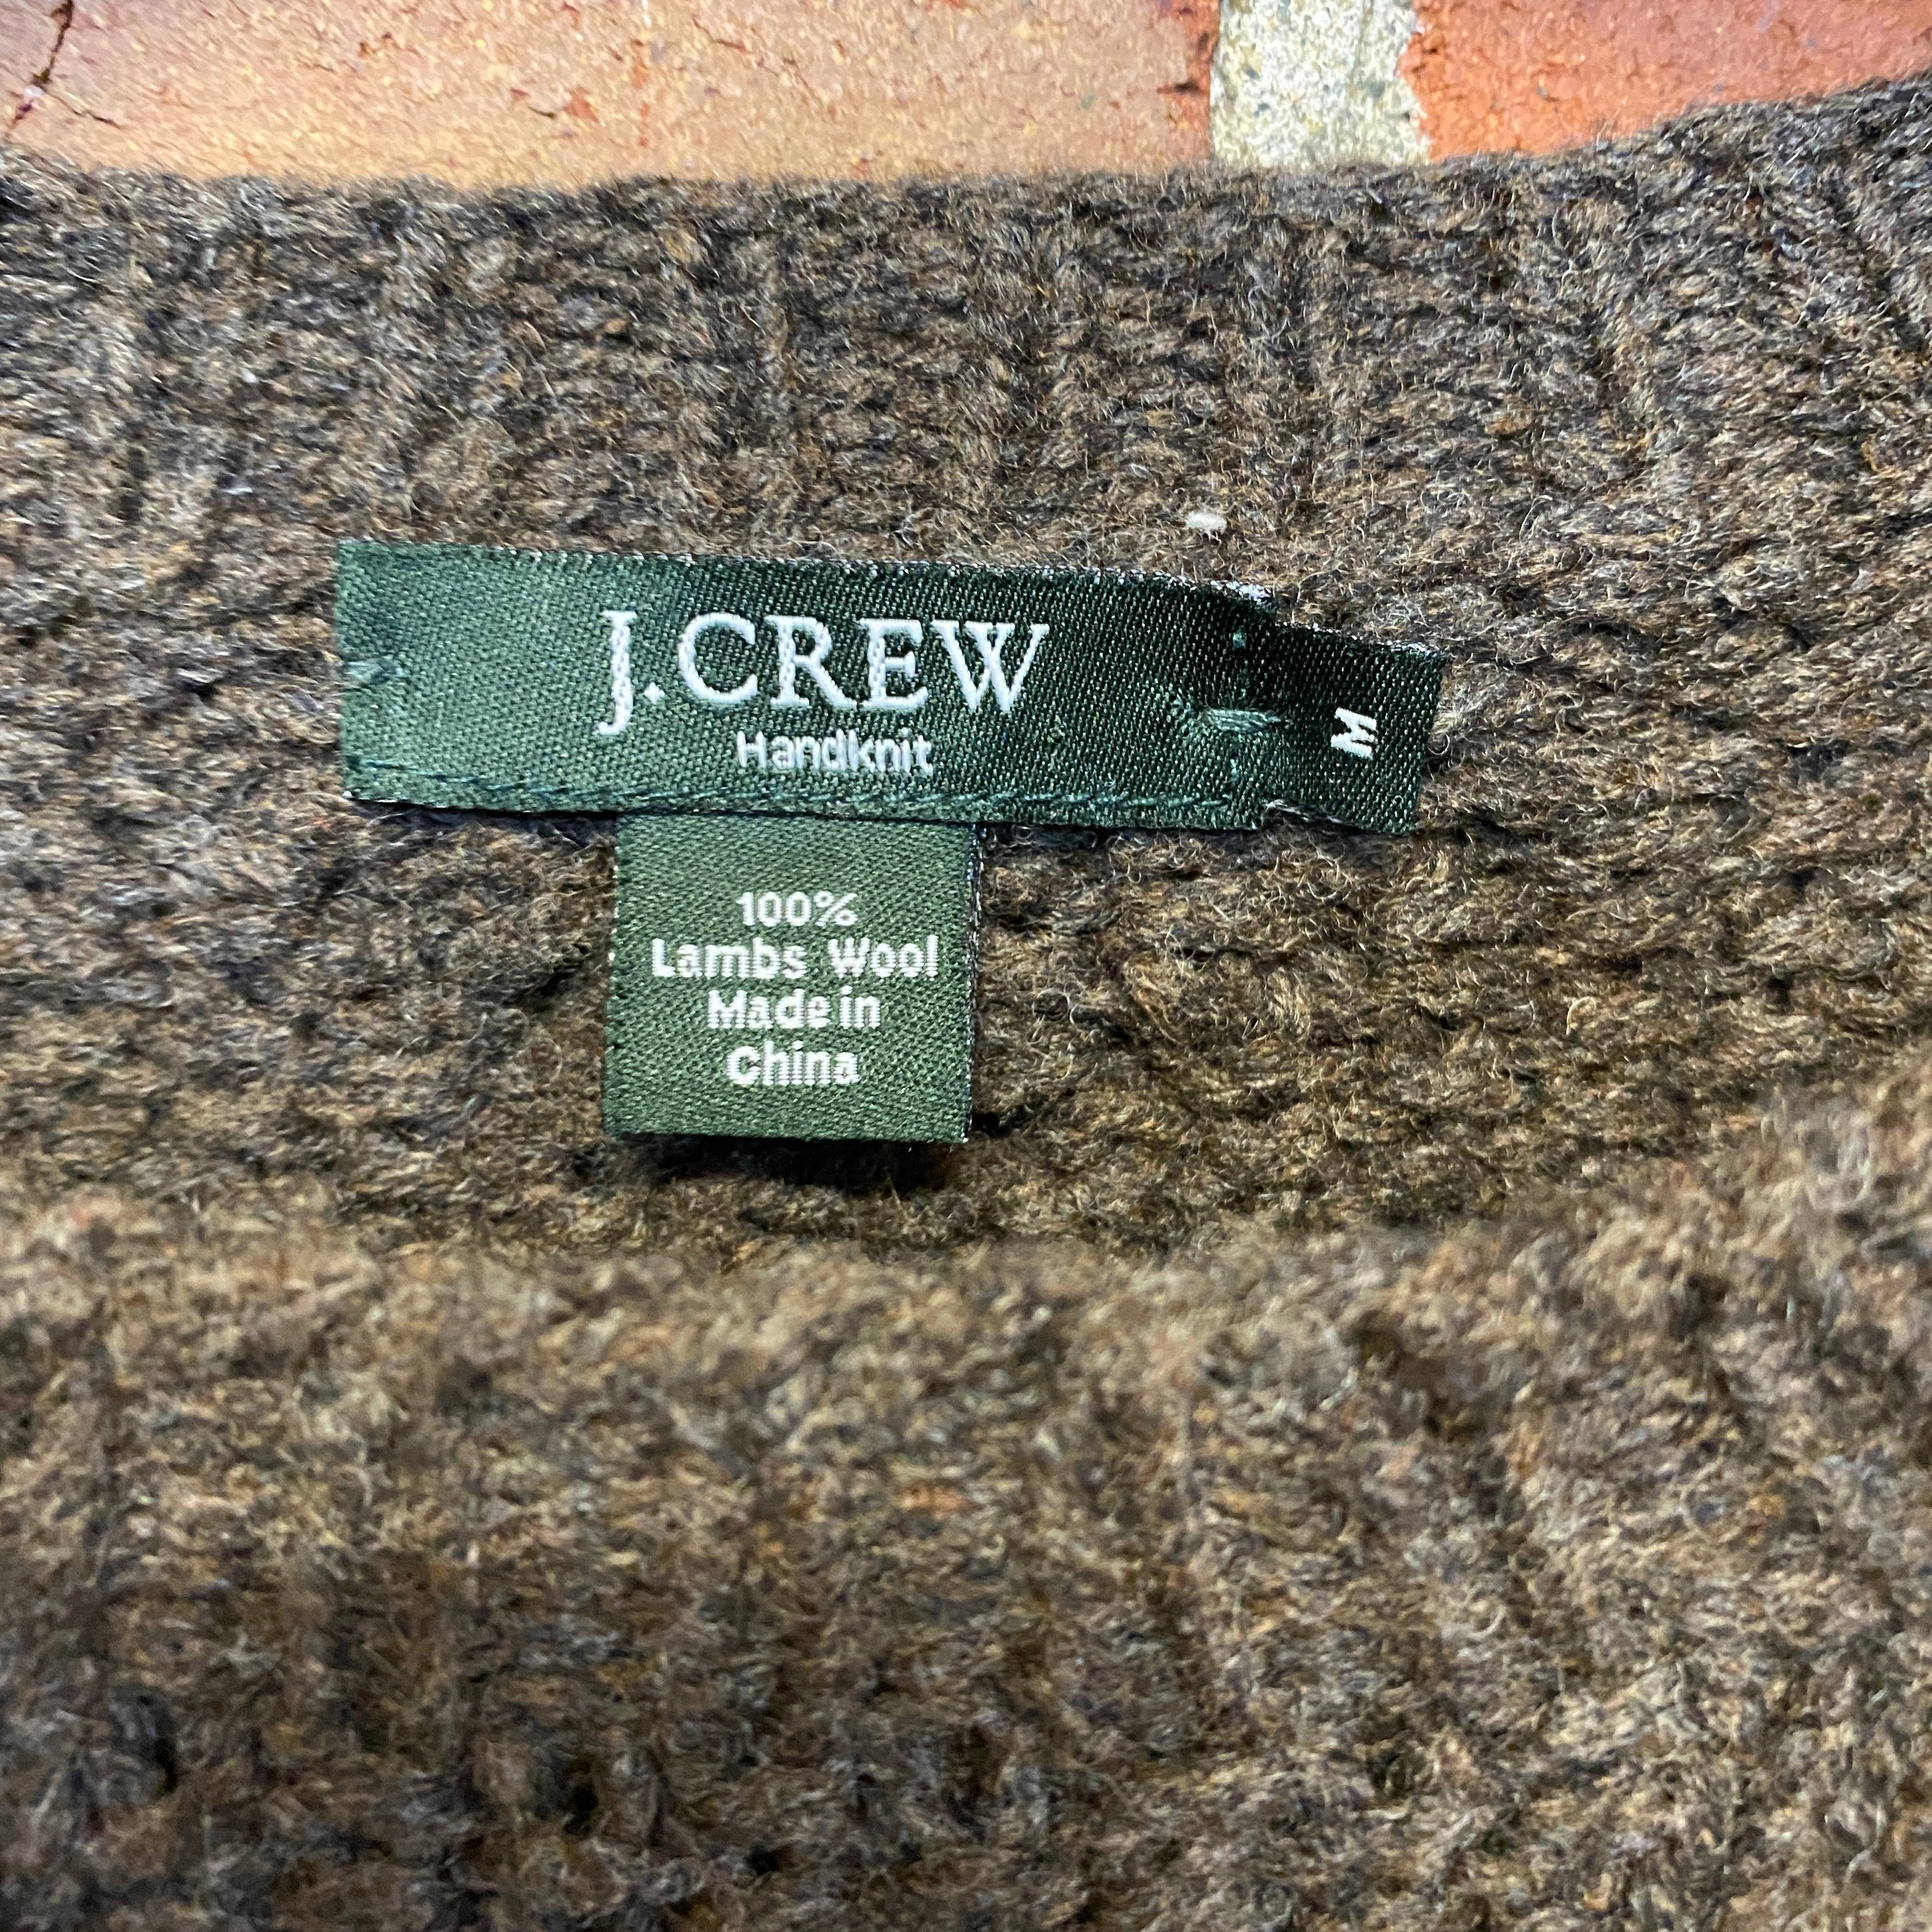 J.CREW
Handknit
M
100%
Lambs Wool
Made in
China